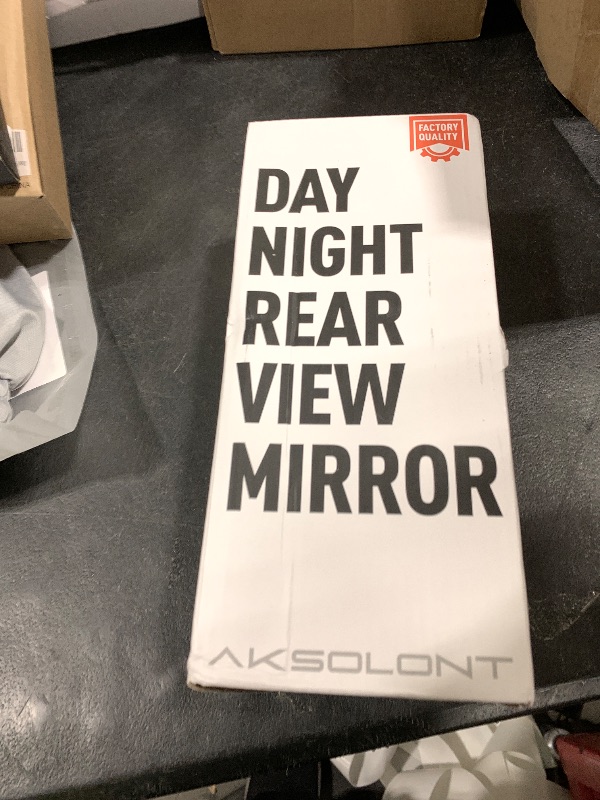 FACTORY
QUALITY
DAY
NIGHT
REAR
VIEW
MIRROR
AKSOLONT